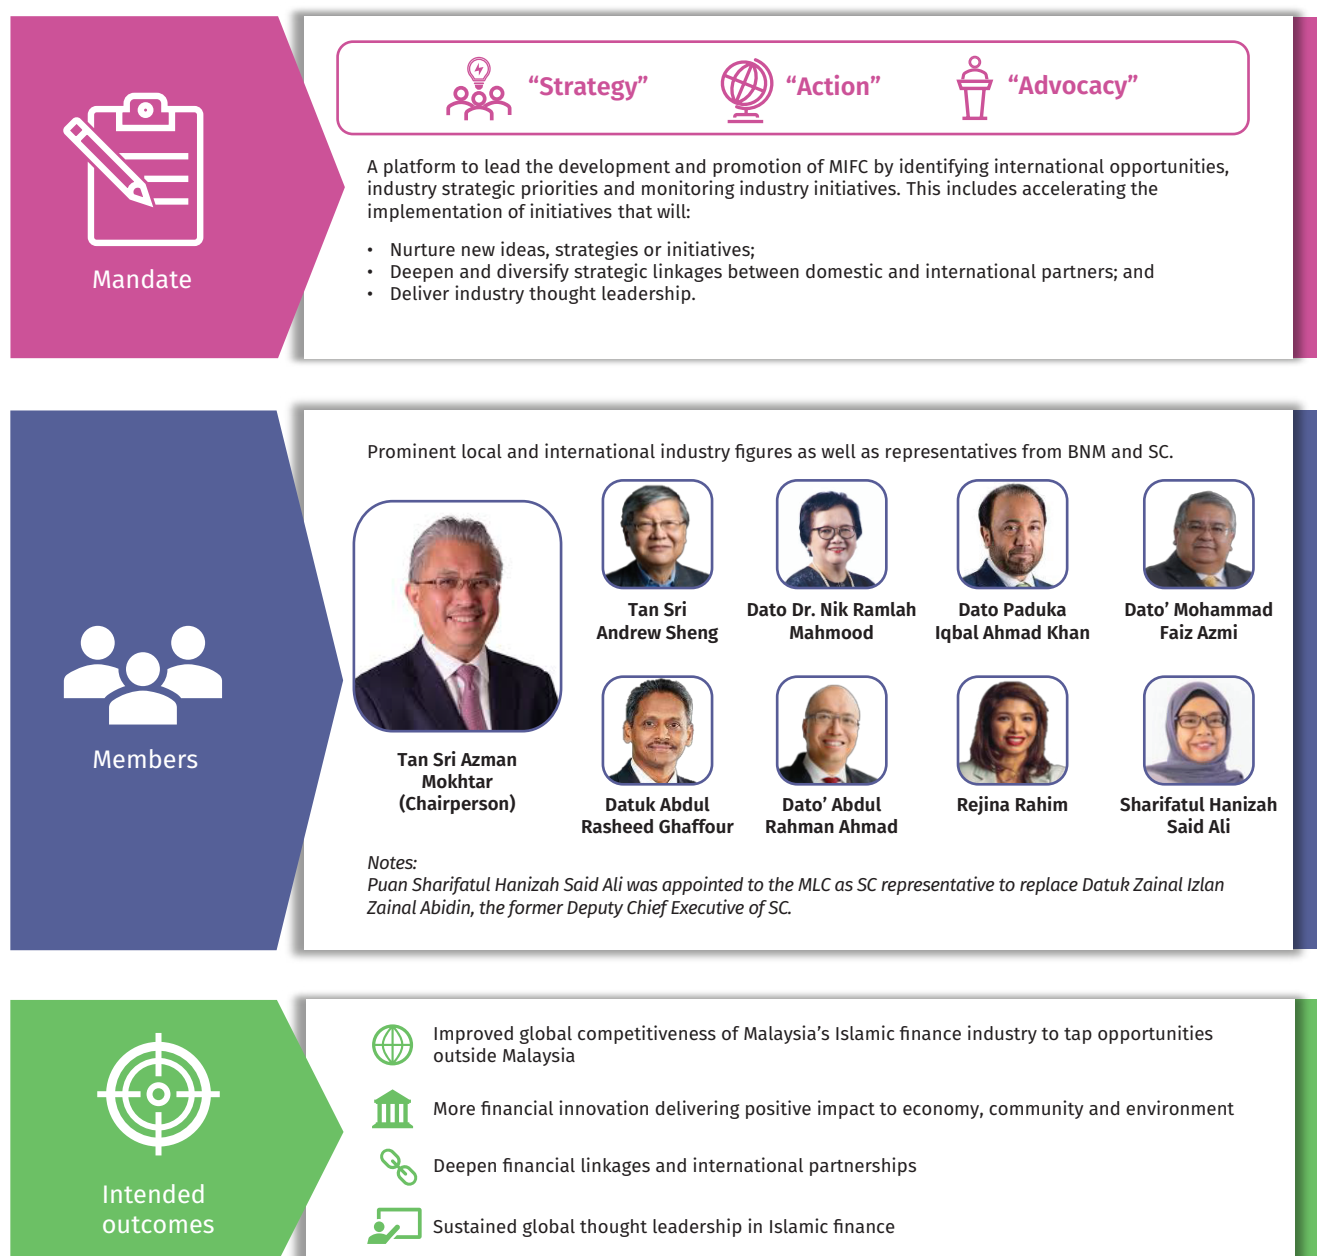 Mandate
“Strategy”
“Action”
“Advocacy”
A platform to lead the development and promotion of MIFC by identifying international opportunities,
industry strategic priorities and monitoring industry initiatives. This includes accelerating the
implementation of initiatives that will:
• Nurture new ideas, strategies or initiatives;
• Deepen and diversify strategic linkages between domestic and international partners; and
• Deliver industry thought leadership.
Members
Prominent local and international industry figures as well as representatives from BNM and SC.
Tan Sri Azman
Mokhtar
(Chairperson)
Tan Sri
Andrew Sheng
Dato Dr. Nik Ramlah
Mahmood
Dato Paduka
Iqbal Ahmad Khan
Dato’ Mohammad
Faiz Azmi
Datuk Abdul
Rasheed Ghaffour
Dato’ Abdul
Rahman Ahmad
Rejina Rahim
Sharifatul Hanizah
Said Ali
Notes:
Puan Sharifatul Hanizah Said Ali was appointed to the MLC as SC representative to replace Datuk Zainal Izlan
Zainal Abidin, the former Deputy Chief Executive of SC.
Intended
outcomes
Improved global competitiveness of Malaysia’s Islamic finance industry to tap opportunities
outside Malaysia
More financial innovation delivering positive impact to economy, community and environment
Deepen financial linkages and international partnerships
Sustained global thought leadership in Islamic finance